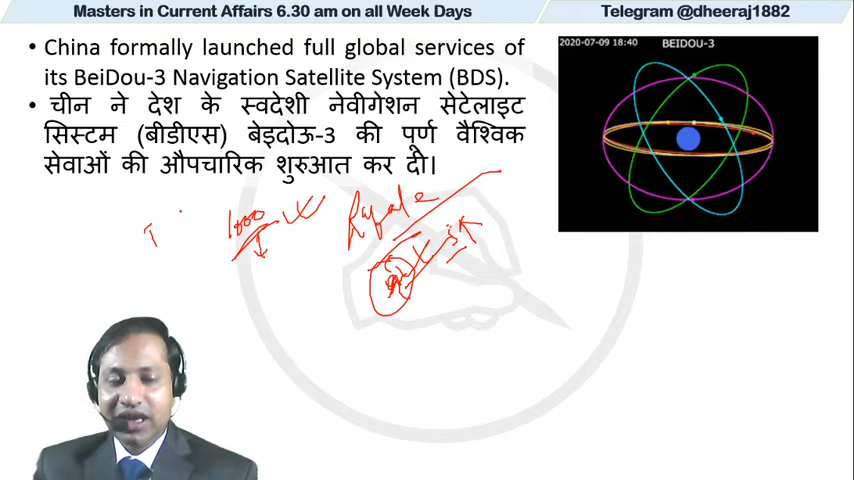 Masters in Current Affairs 6.30 am on all Week Days
Telegram @dheeraj1882
• China formally launched full global services of
its BeiDou-3 Navigation Satellite System (BDS).
• चीन ने देश के स्वदेशी नेवीगेशन सेटेलाइट
सिस्टम (बीडीएस) बेइदोऊ-3 की पूर्ण वैश्विक
सेवाओं की औपचारिक शुरुआत कर दी।
2020-07-09 18:40 BEIDOU-3
1000
Rafale